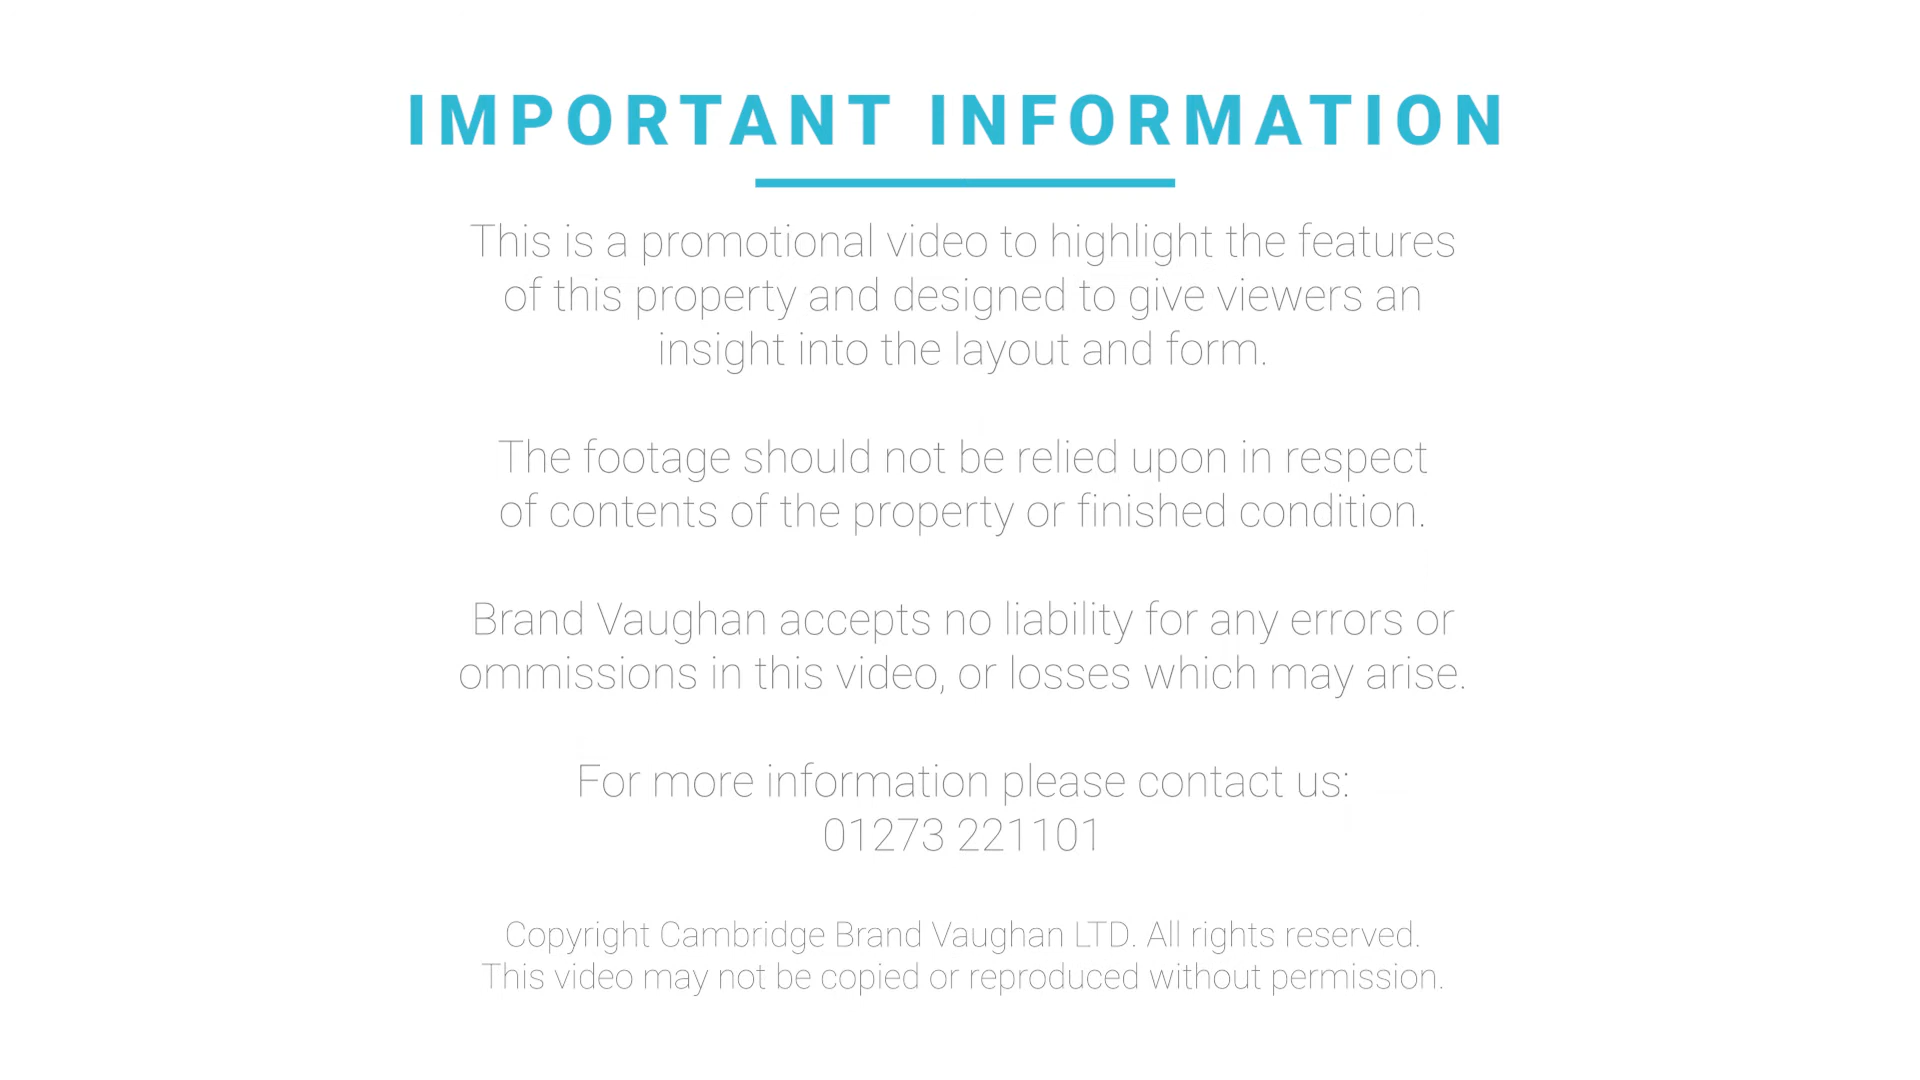 IMPORTANT INFORMATION
This is a promotional video to highlight the features
of this property and designed to give viewers an
insight into the layout and form.
The footage should not be relied upon in respect
of contents of the property or finished condition.
Brand Vaughan accepts no liability for any errors or
ommissions in this video, or losses which may arise.
For more information please contact us:
01273 221101
Copyright Cambridge Brand Vaughan LTD. All rights reserved.
This video may not be copied or reproduced without permission.